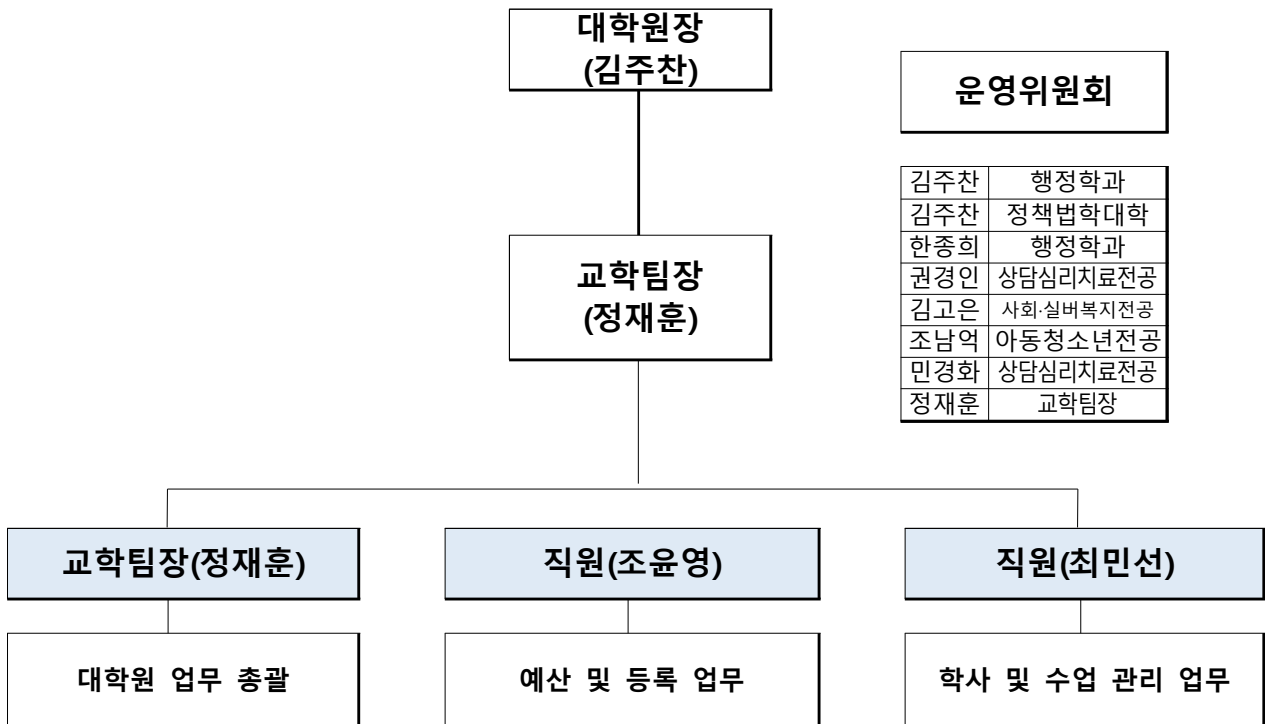 대학원장
(김주찬)
운영위원회
김주찬 행정학과
김주찬 정책법학대학
한종희 행정학과
권경인 상담심리치료전공
김고은 사회·실버복지전공
조남억 아동청소년전공
민경화 상담심리치료전공
정재훈 교학팀장
교학팀장
(정재훈)
교학팀장(정재훈) 직원(조윤영) 직원(최민선)
대학원 업무 총괄 예산 및 등록 업무 학사 및 수업 관리 업무